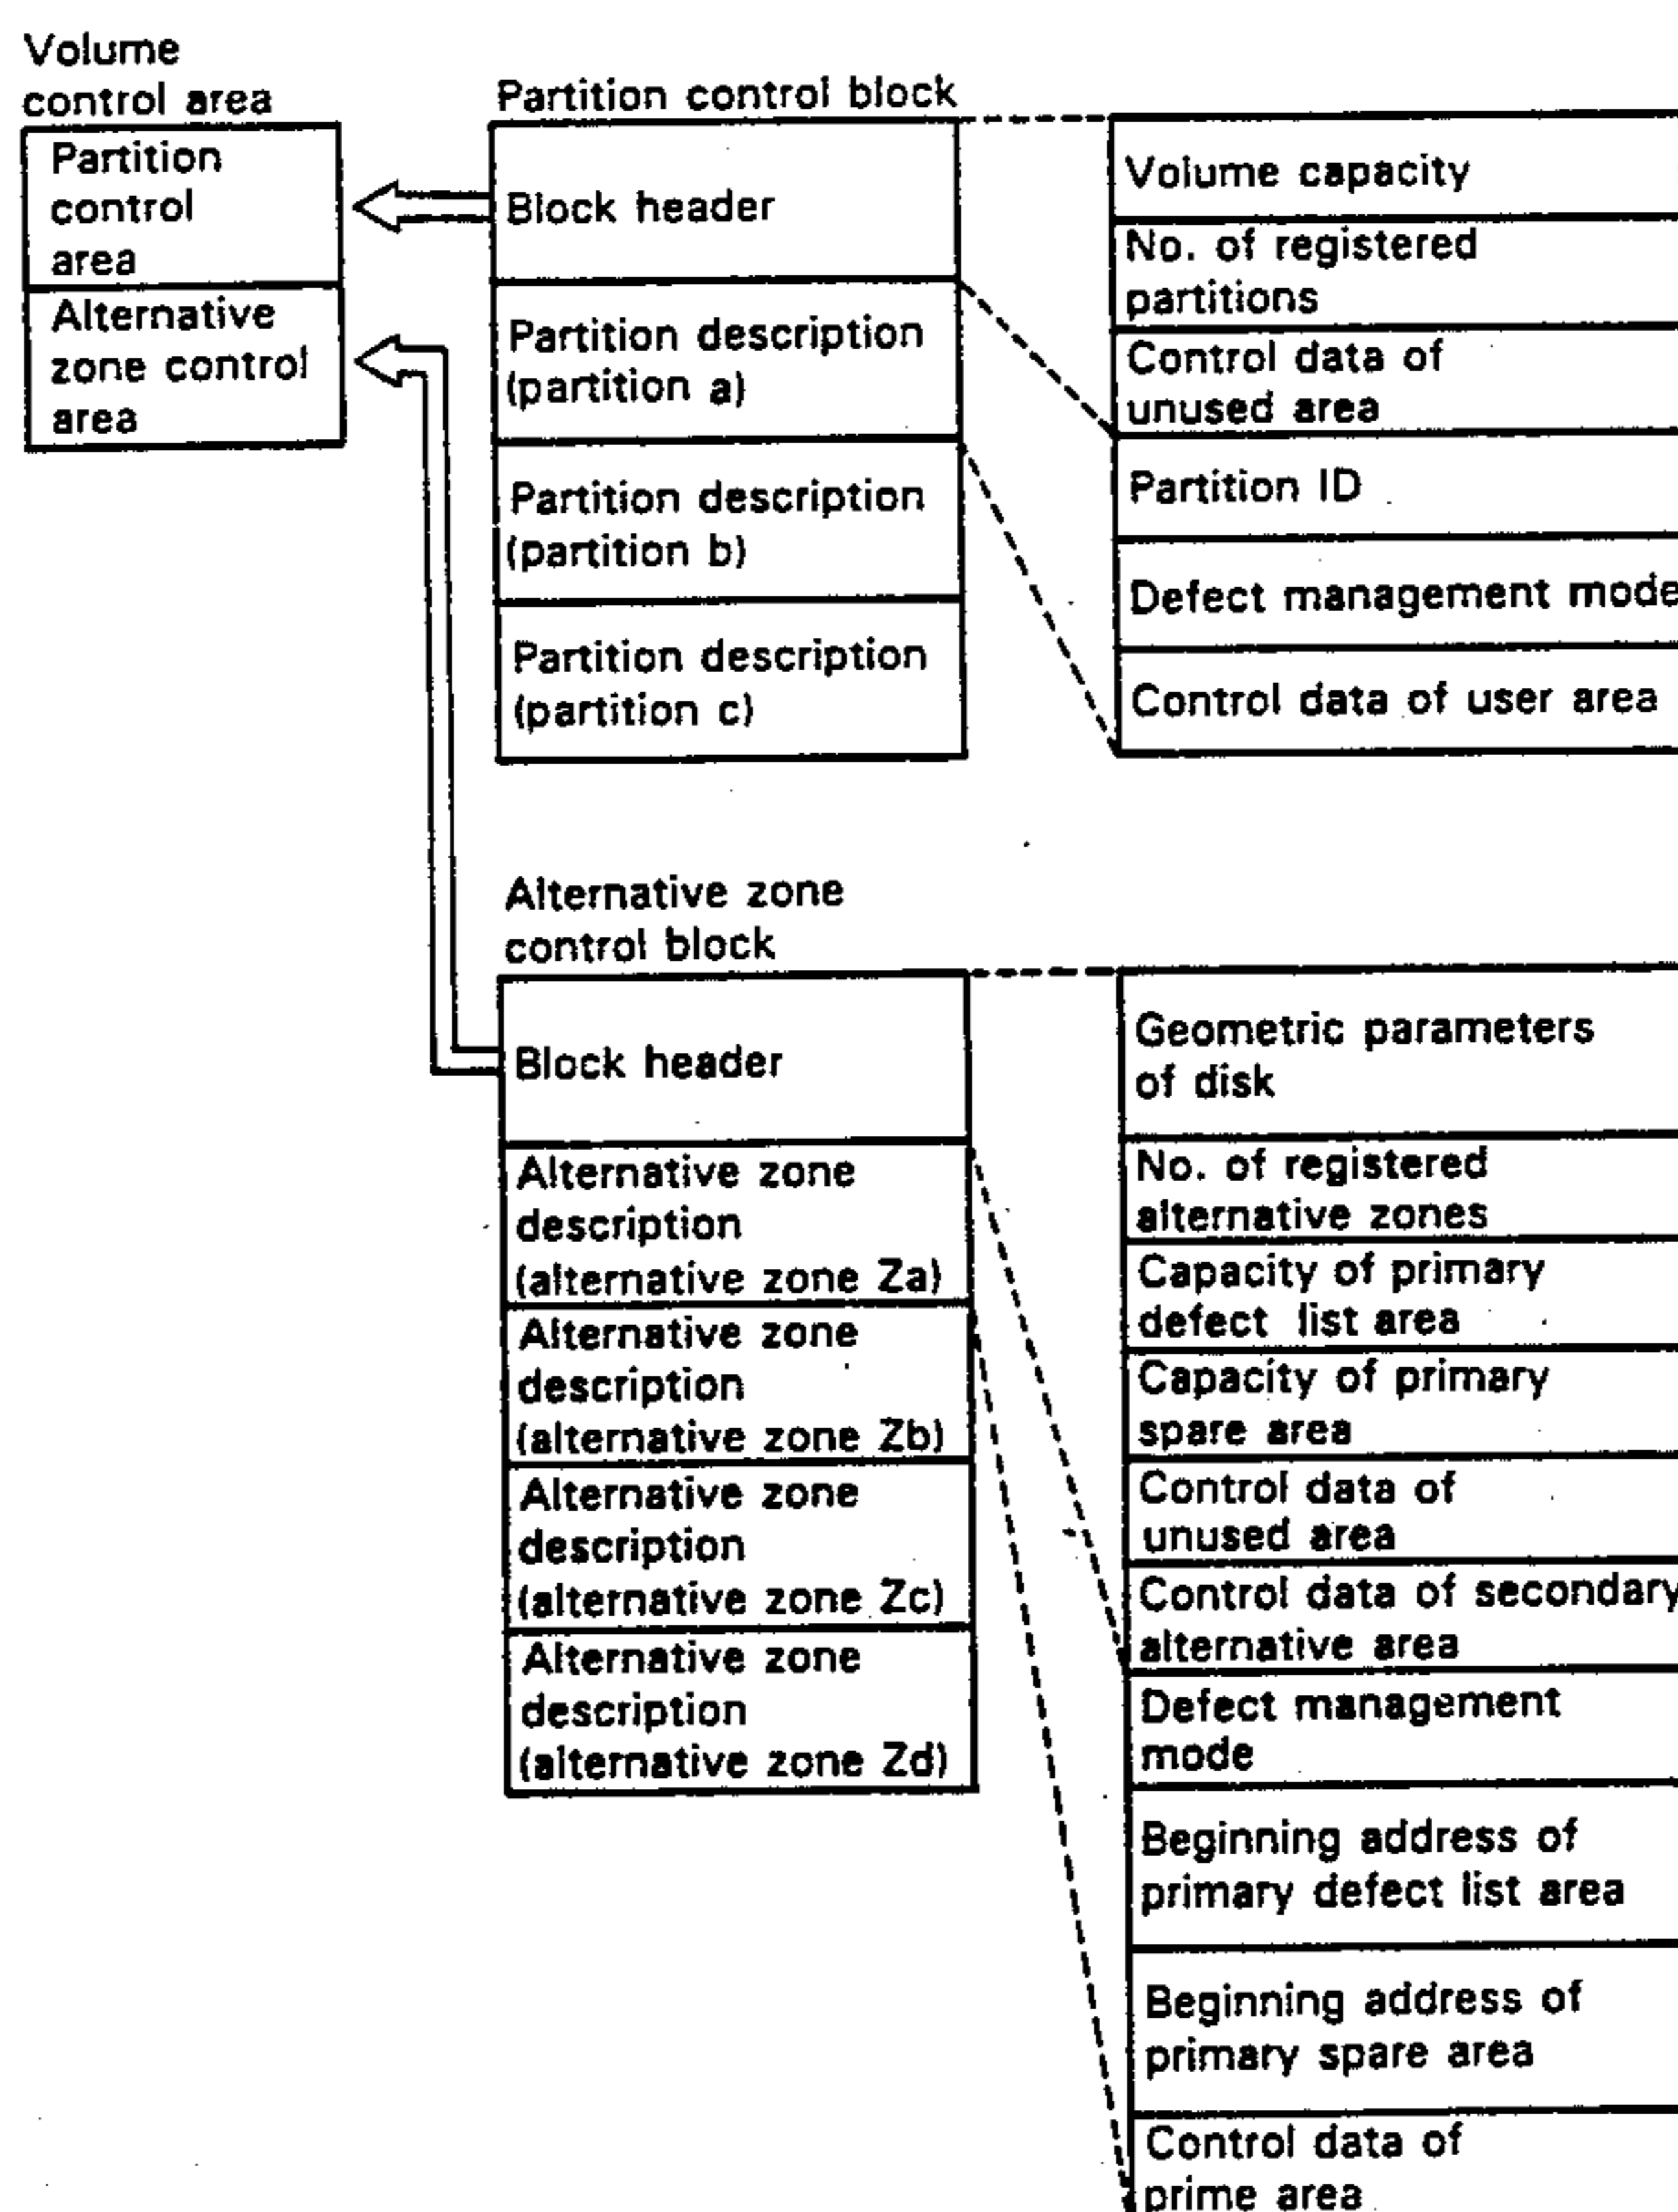 Volume
control area
Partition
control
area
Alternative
zone control
area
Partition control block
Block header
Partition description
(partition a)
Partition description
(partition b)
Partition description
(partition c)
Volume capacity
No. of registered
partitions
Control data of
unused area
Partition ID
Defect management mode
Control data of user area
Alternative zone
control block
Block header
Alternative zone
description
(alternative zone Za)
Alternative zone
description
(alternative zone Zb)
Alternative zone
description
(alternative zone Zc)
Alternative zone
description
(alternative zone Zd)
Geometric parameters
of disk
No. of registered
alternative zones
Capacity of primary
defect list area
Capacity of primary
spare area
Control data of
unused area
Control data of secondary
alternative area
Defect management
mode
Beginning address of
primary defect list area
Beginning address of
primary spare area
Control data of
prime area